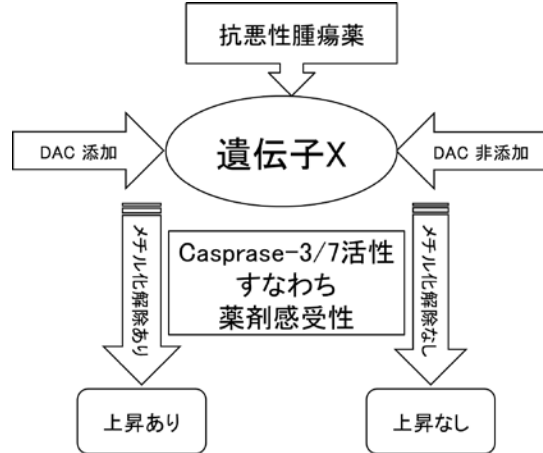 抗悪性腫瘍薬
遺伝子X
DAC 添加
DAC 非添加
メチル化解除あり
Casprase-3/7活性
すなわち
薬剤感受性
メチル化解除なし
上昇あり
上昇なし